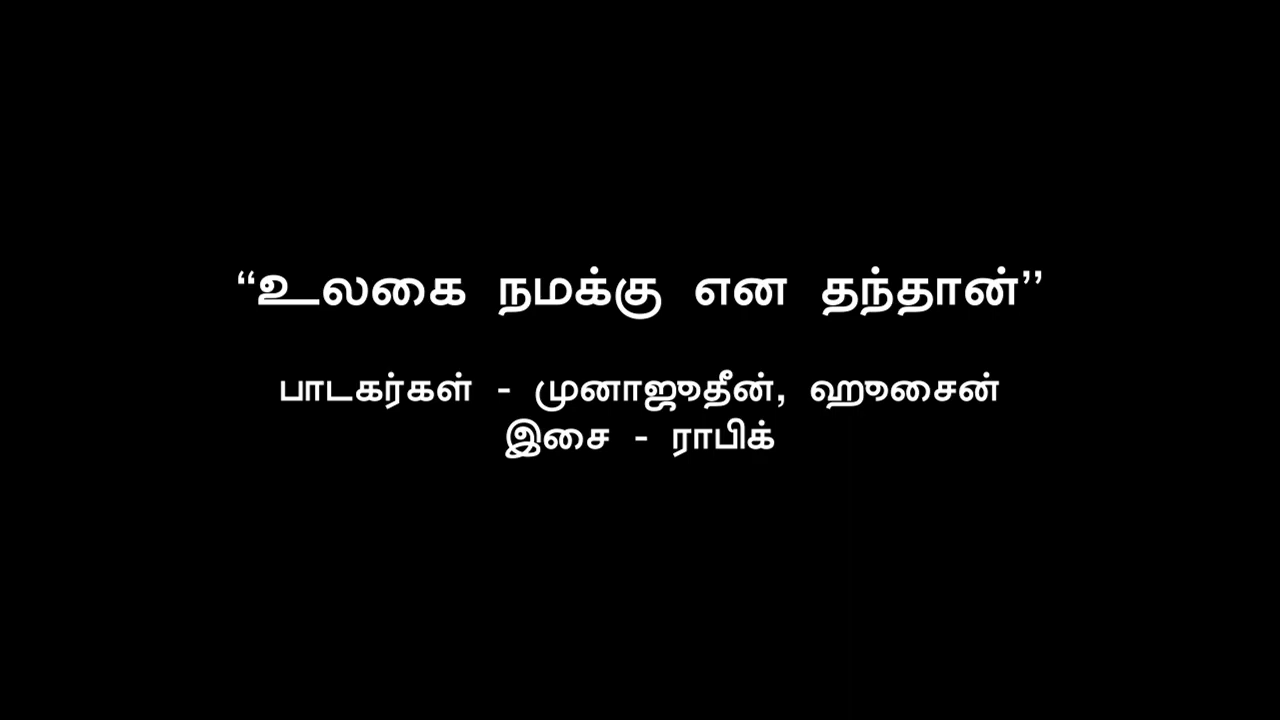 “உலகை நமக்கு என தந்தான்”
பாடகர்கள் - முனாஜூதீன், ஹூசைன்
இசை - ராபிக்